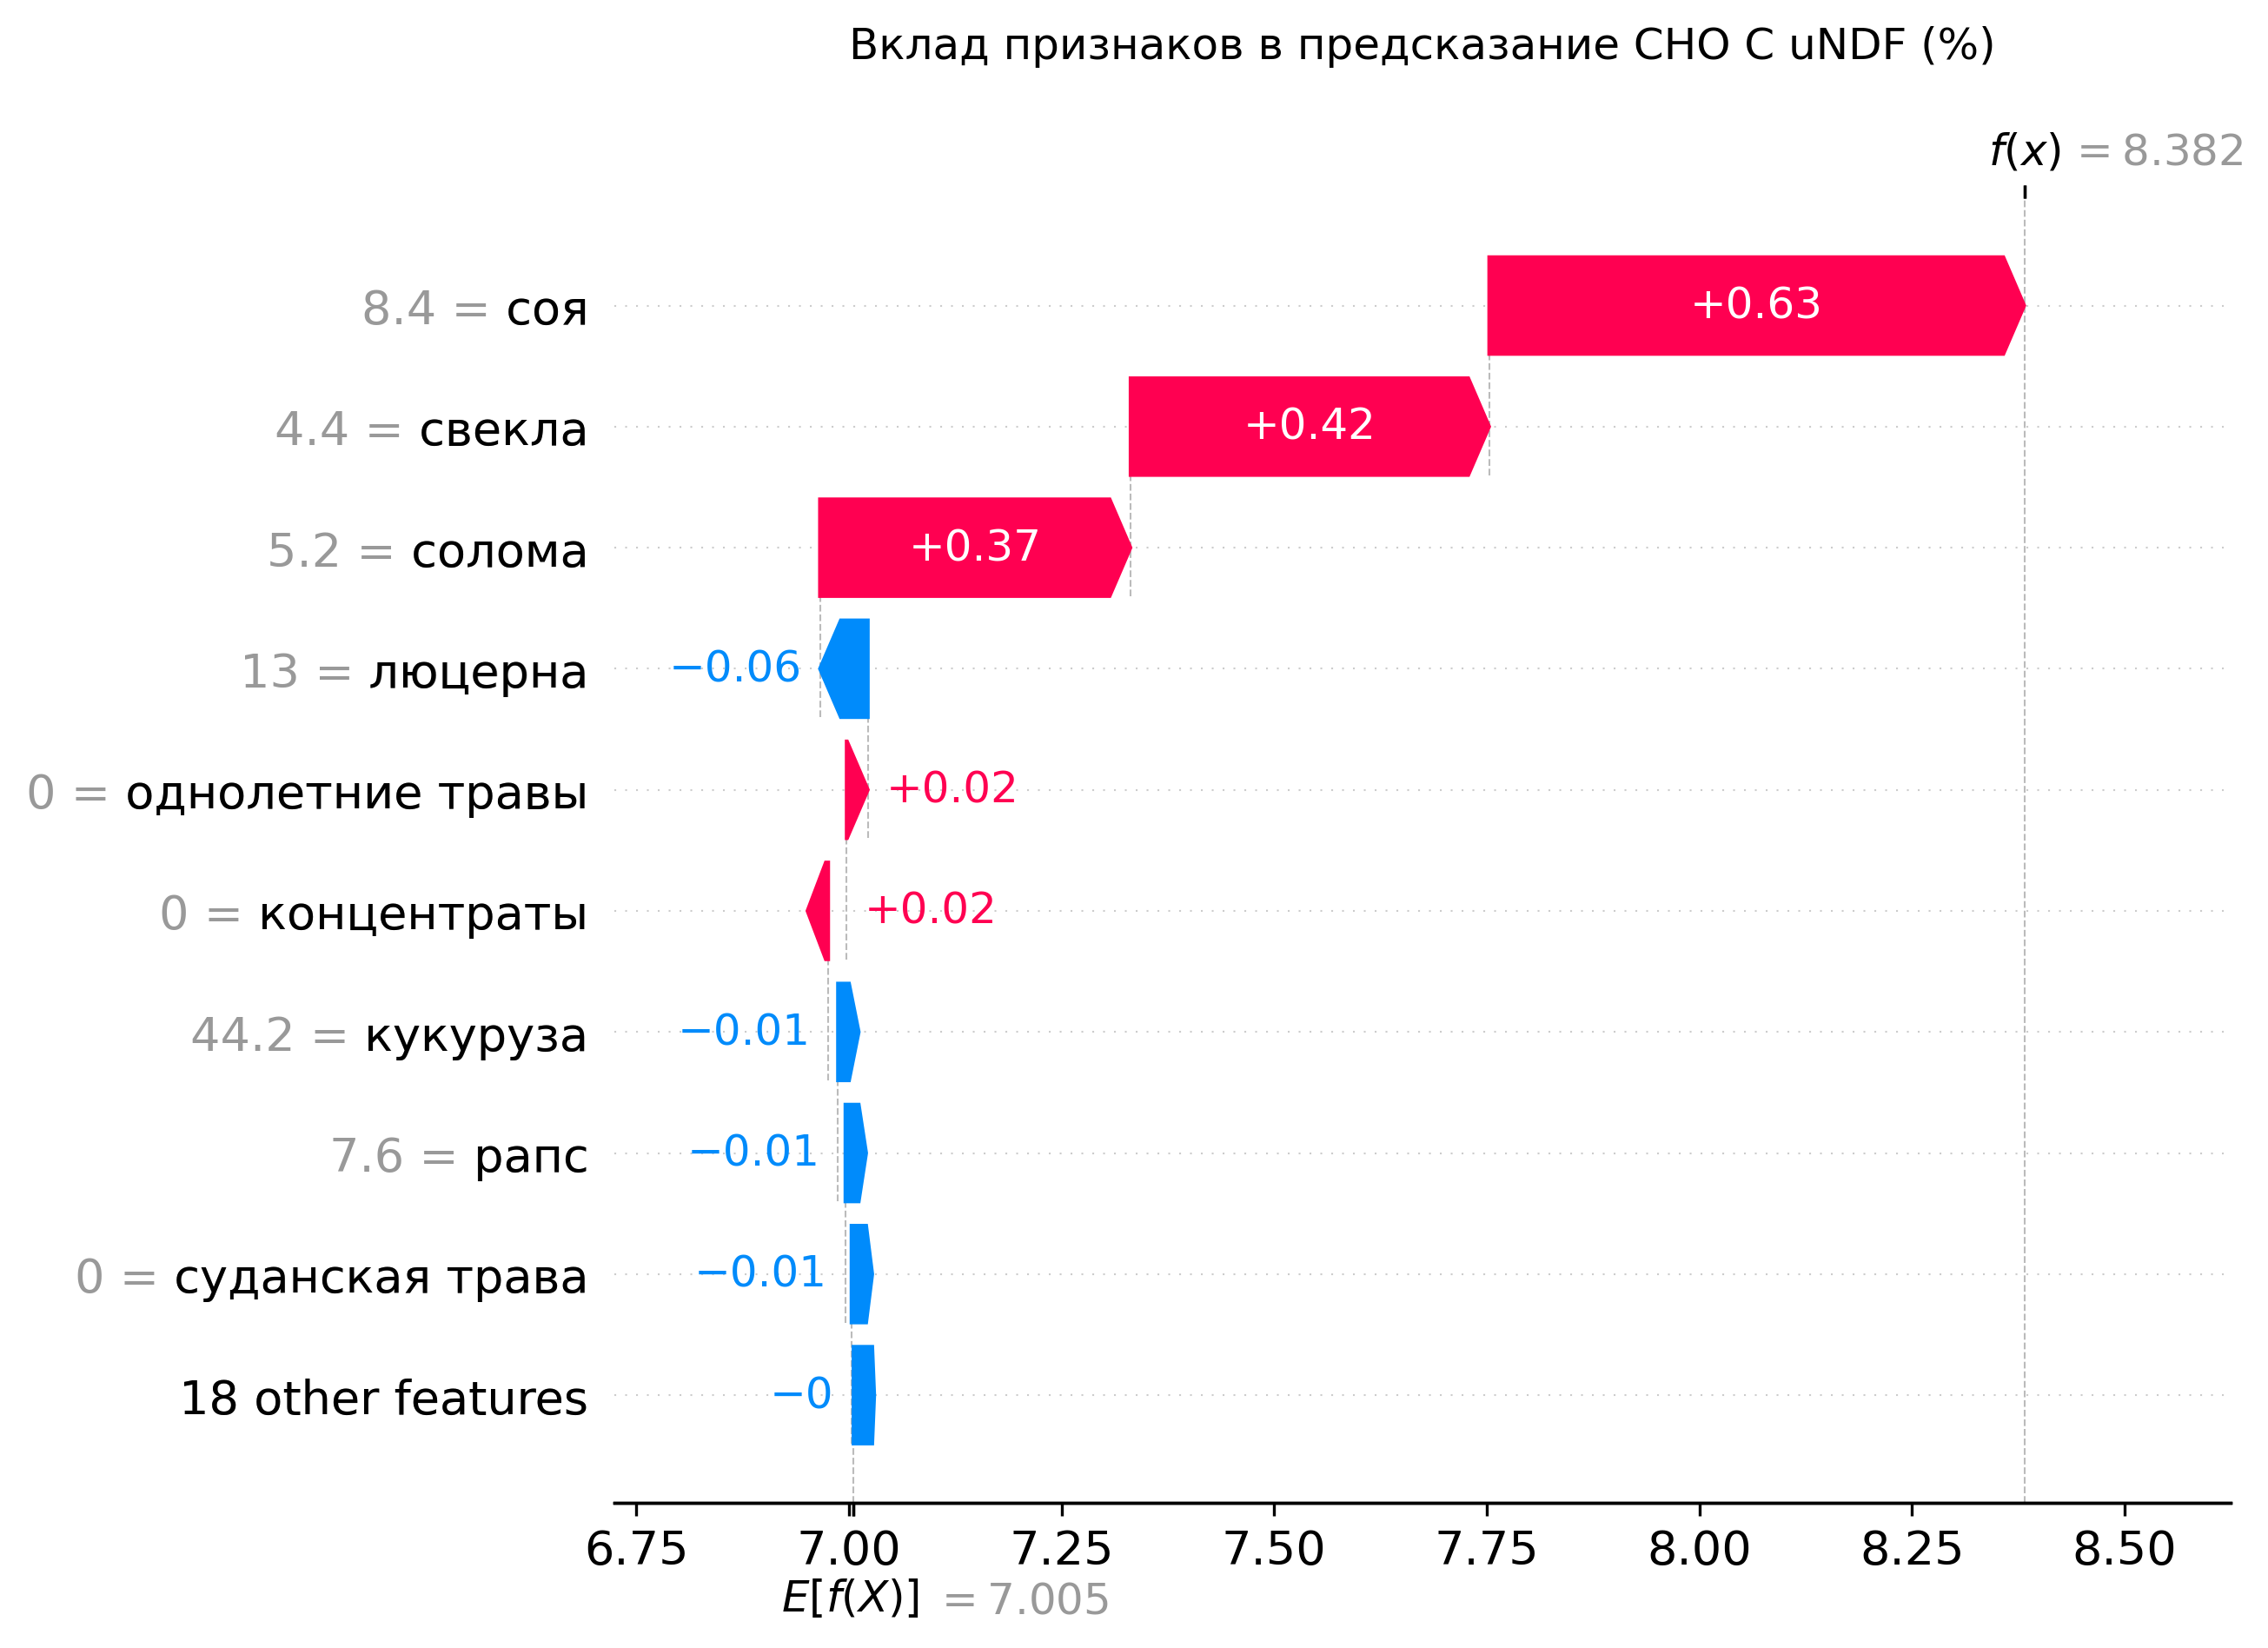 Вклад признаков в предсказание CHO C uNDF (%)
f(x) = 8.382
8.4 = соя
+0.63
4.4 = свекла
+0.42
5.2 = солома
+0.37
13 = люцерна
−0.06
0 = однолетние травы
+0.02
0 = концентраты
+0.02
44.2 = кукуруза
−0.01
7.6 = рапс
−0.01
0 = суданская трава
−0.01
18 other features
−0
6.75 7.00 7.25 7.50 7.75 8.00 8.25 8.50
E[f(X)] = 7.005